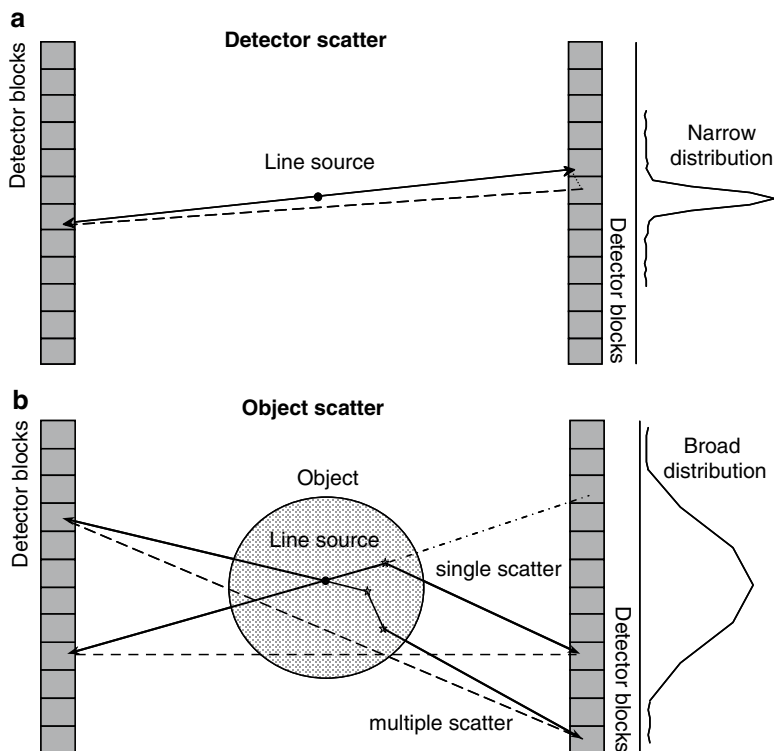 a
Detector scatter
Detector blocks
Line source
Detector blocks
Narrow
distribution
b
Object scatter
Detector blocks
Object
Line source
single scatter
multiple scatter
Detector blocks
Broad
distribution